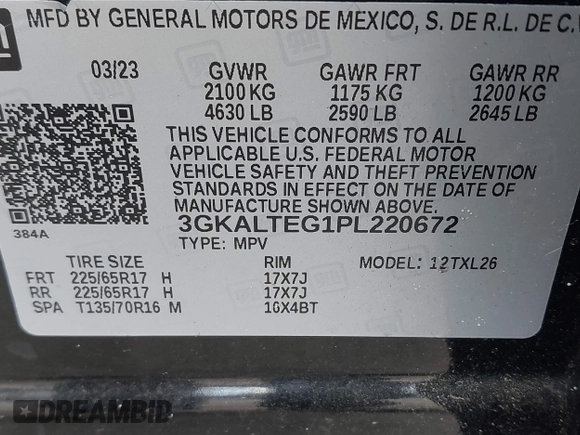 gm
MFD BY GENERAL MOTORS DE MEXICO, S. DE R.L. DE C.V
03/23 GVWR GAWR FRT GAWR RR
2100 KG 1175 KG 1200 KG
4630 LB 2590 LB 2645 LB
THIS VEHICLE CONFORMS TO ALL
APPLICABLE U.S. FEDERAL MOTOR
VEHICLE SAFETY AND THEFT PREVENTION
STANDARDS IN EFFECT ON THE DATE OF
MANUFACTURE SHOWN ABOVE.
384A
3GKALTEG1PL220672
TYPE: MPV
TIRE SIZE RIM MODEL: 12TXL26
FRT 225/65R17 H 17X7J
RR 225/65R17 H 17X7J
SPA T135/70R16 M 16X4BT
DREAMBID